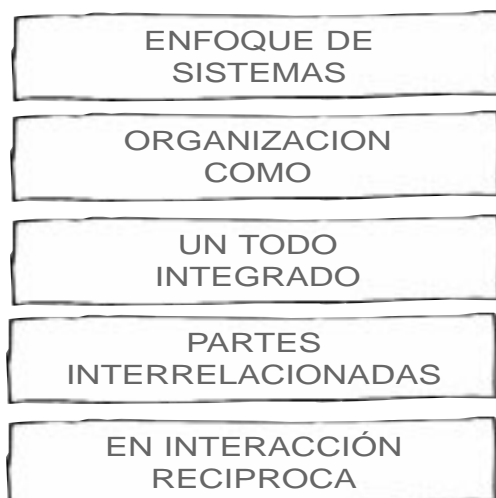 ENFOQUE DE
SISTEMAS
ORGANIZACION
COMO
UN TODO
INTEGRADO
PARTES
INTERRELACIONADAS
EN INTERACCIÓN
RECIPROCA